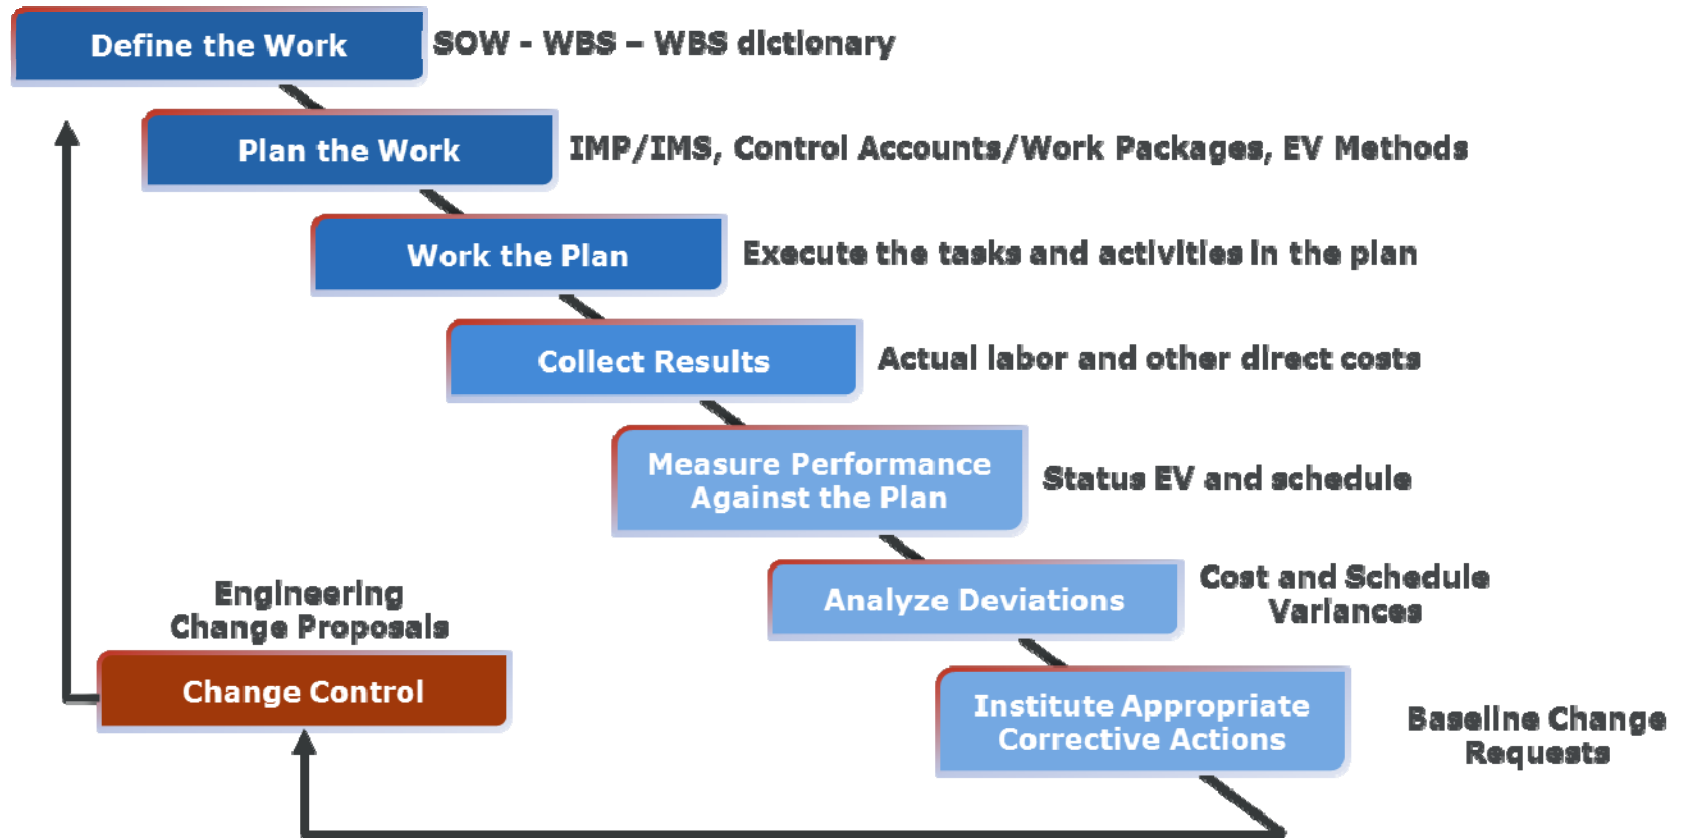 Define the Work
SOW - WBS – WBS dictionary
Plan the Work
IMP/IMS, Control Accounts/Work Packages, EV Methods
Work the Plan
Execute the tasks and activities in the plan
Collect Results
Actual labor and other direct costs
Measure Performance
Against the Plan
Status EV and schedule
Analyze Deviations
Cost and Schedule
Variances
Institute Appropriate
Corrective Actions
Baseline Change
Requests
Engineering
Change Proposals
Change Control